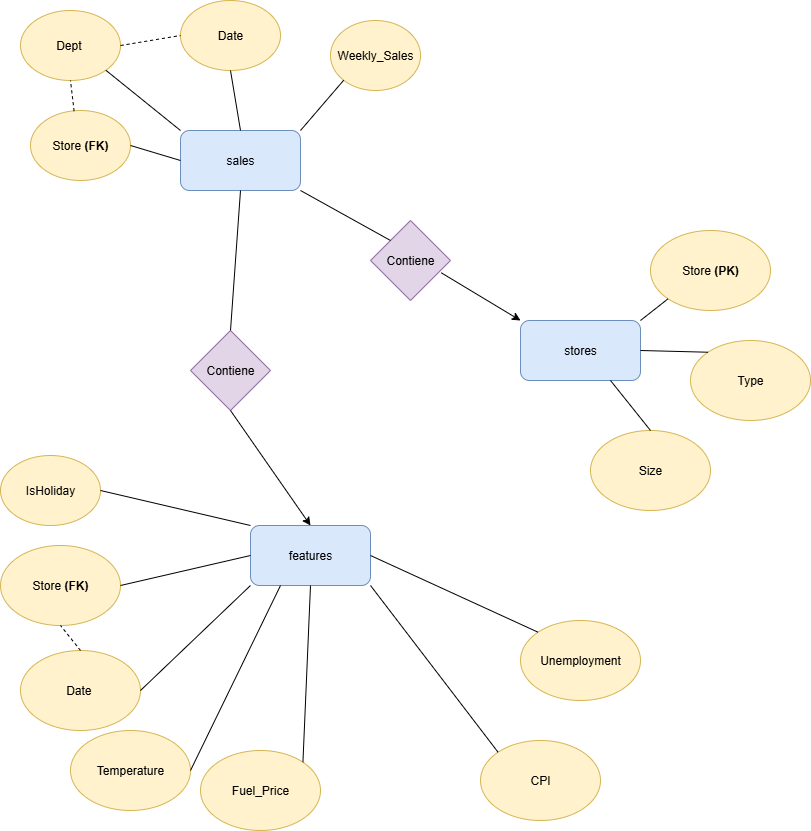 Dept
Date
Weekly_Sales
Store (FK)
sales
Contiene
Store (PK)
stores
Type
Contiene
Size
IsHoliday
features
Store (FK)
Unemployment
Date
Temperature
Fuel_Price
CPI